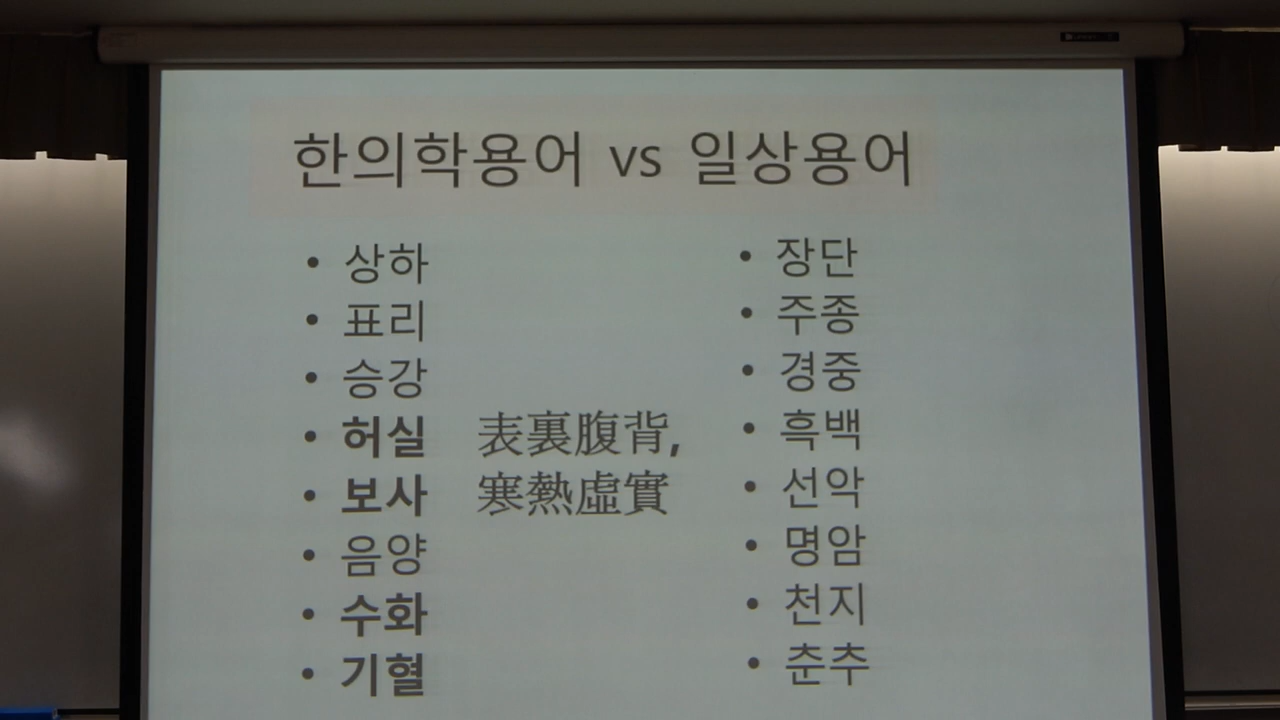 한의학용어 vs 일상용어
• 상하
• 표리
• 승강
• 허실
• 보사
• 음양
• 수화
• 기혈
表裏腹背,
寒熱虛實
• 장단
• 주종
• 경중
• 흑백
• 선악
• 명암
• 천지
• 춘추